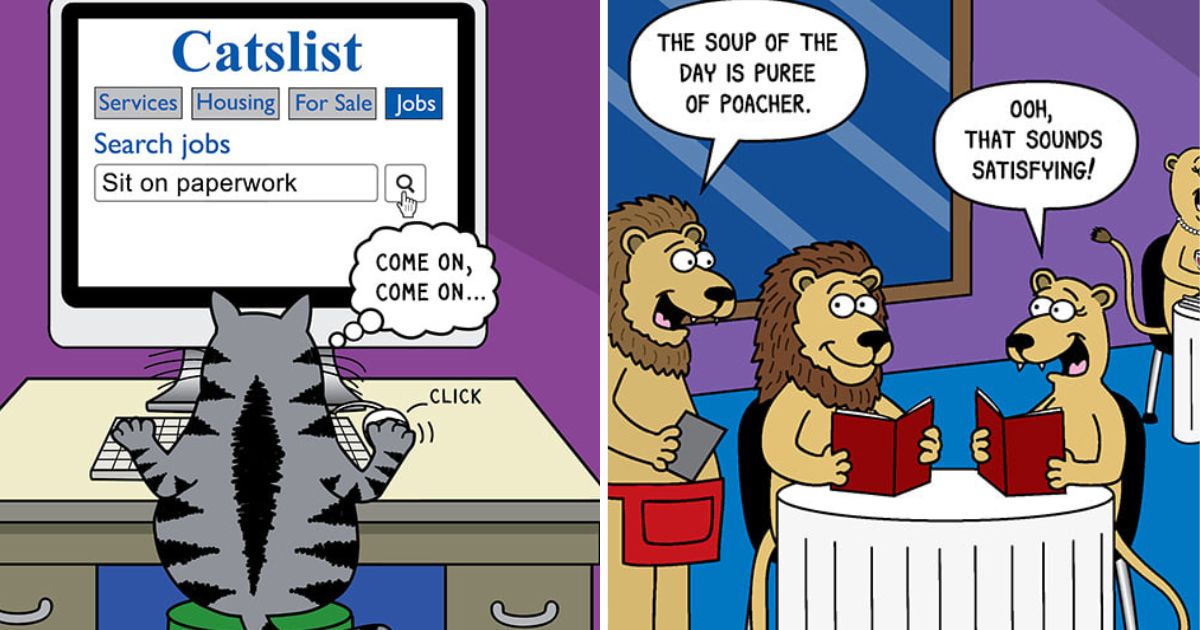 Catslist
Services Housing For Sale Jobs
Search jobs
Sit on paperwork
COME ON,
COME ON...
CLICK
THE SOUP OF THE
DAY IS PUREE
OF POACHER.
OOH,
THAT SOUNDS
SATISFYING!